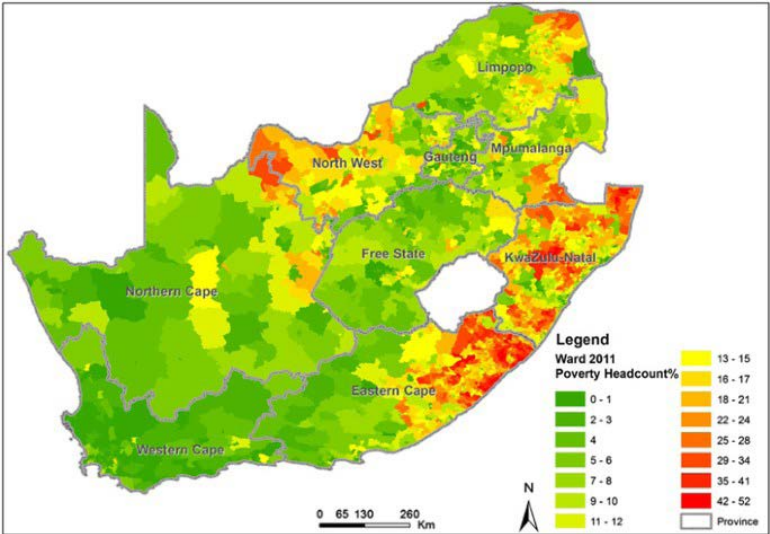 Limpopo
North West
Gauteng
Mpumalanga
Free State
KwaZulu-Natal
Northern Cape
Eastern Cape
Western Cape
Legend
Ward 2011
Poverty Headcount%
0 - 1
2 - 3
4
5 - 6
7 - 8
9 - 10
11 - 12
13 - 15
16 - 17
18 - 21
22 - 24
25 - 28
29 - 34
35 - 41
42 - 52
Province
N
0 65 130 260
Km